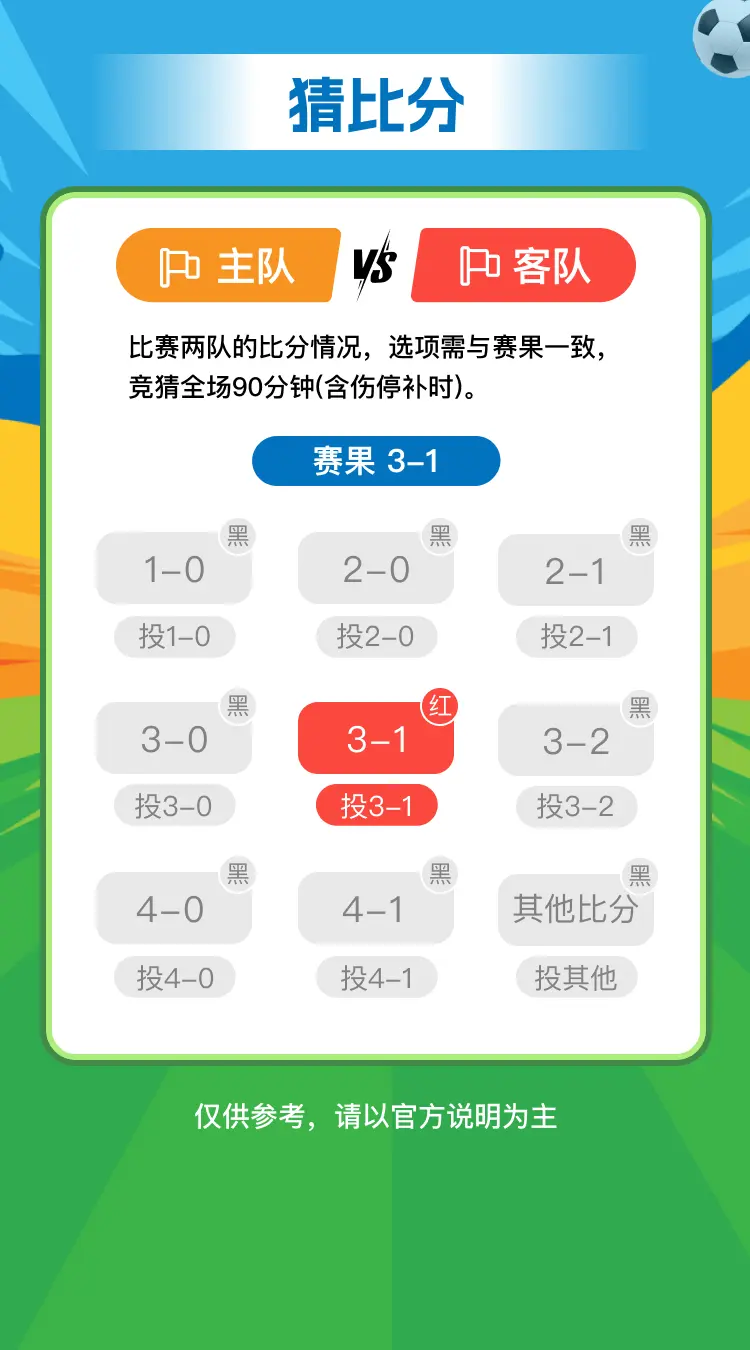 猜比分
主队 VS 客队
比赛两队的比分情况，选项需与赛果一致，
竞猜全场90分钟(含伤停补时)。
赛果 3-1
1-0 黑
2-0 黑
2-1 黑
投1-0
投2-0
投2-1
3-0 黑
3-1 红
3-2 黑
投3-0
投3-1
投3-2
4-0 黑
4-1 黑
其他比分 黑
投4-0
投4-1
投其他
仅供参考，请以官方说明为主